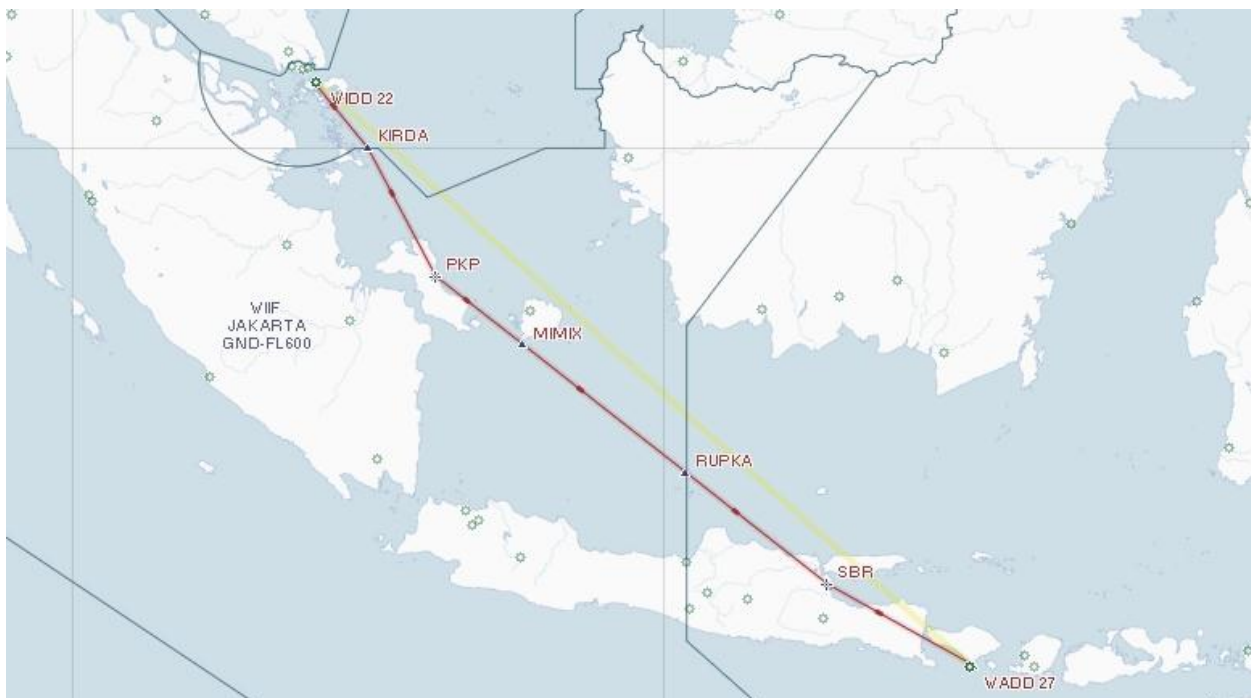 WIDD 22
KIRDA
PKP
WIIF
JAKARTA
GND-FL600
MIMIX
RUPKA
SBR
WADD 27